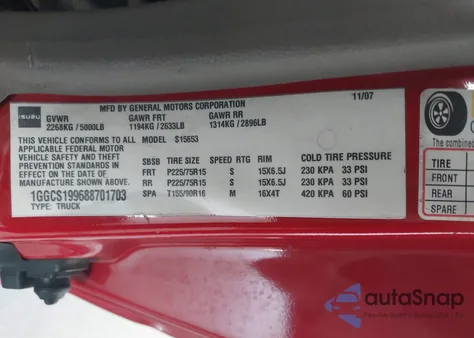 11/07
MFD BY GENERAL MOTORS CORPORATION
ISUZU GVWR GAWR FRT GAWR RR
2268KG / 5000LB 1194KG / 2633LB 1314KG / 2896LB
THIS VEHICLE CONFORMS TO ALL MODEL S15653
APPLICABLE FEDERAL MOTOR
VEHICLE SAFETY AND BUMPER
THEFT PREVENTION STANDARDS
IN EFFECT ON THE DATE OF
MANUFACTURE SHOWN ABOVE.
1GGCS199688701703
TYPE: TRUCK
SBSB TIRE SIZE SPEED RTG RIM COLD TIRE PRESSURE
FRT P225/75R15 S 15X6.5J 230 KPA 33 PSI
RR P225/75R15 S 15X6.5J 230 KPA 33 PSI
SPA T155/90R16 M 16X4T 420 KPA 60 PSI
TIRE
FRONT
REAR
SPARE
autoSnap